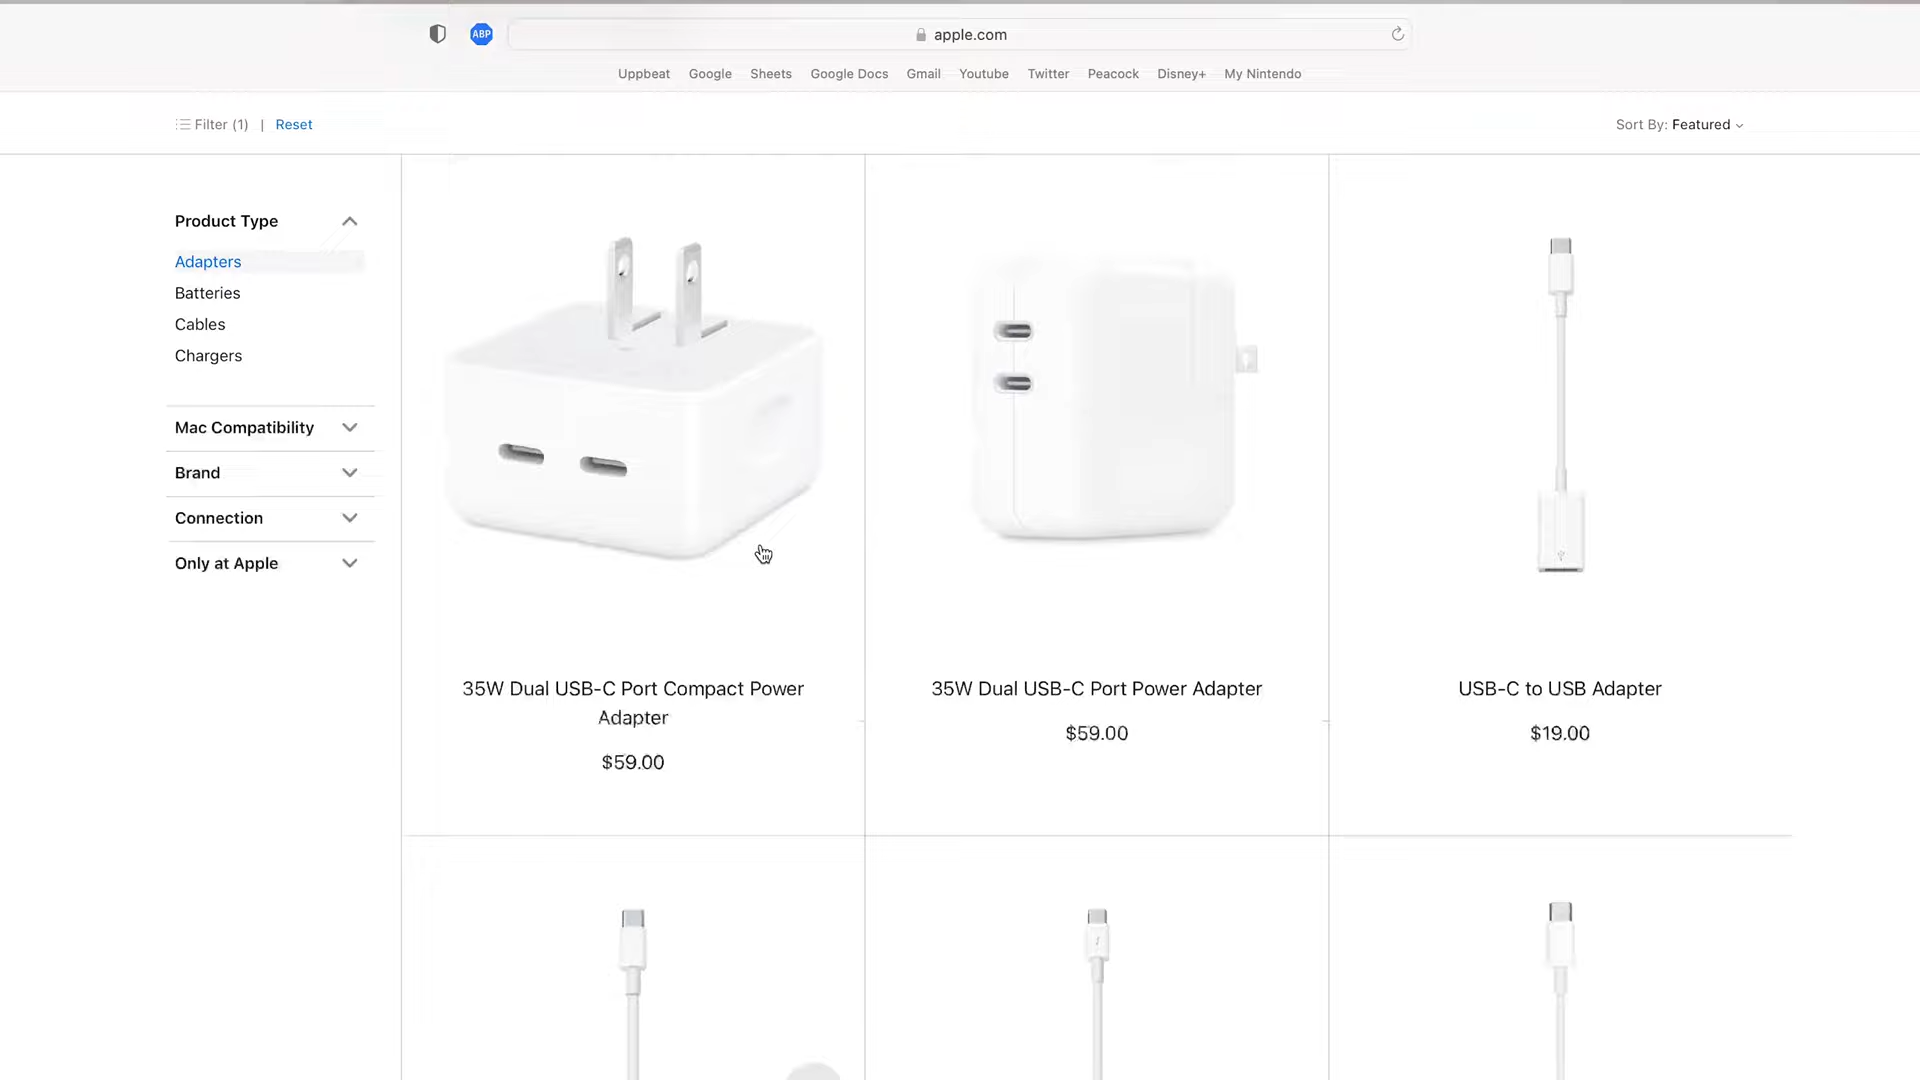 ABP
apple.com
Uppbeat Google Sheets Google Docs Gmail Youtube Twitter Peacock Disney+ My Nintendo
Filter (1) | Reset
Sort By: Featured
Product Type
Adapters
Batteries
Cables
Chargers
Mac Compatibility
Brand
Connection
Only at Apple
35W Dual USB-C Port Compact Power
Adapter
$59.00
35W Dual USB-C Port Power Adapter
$59.00
USB-C to USB Adapter
$19.00